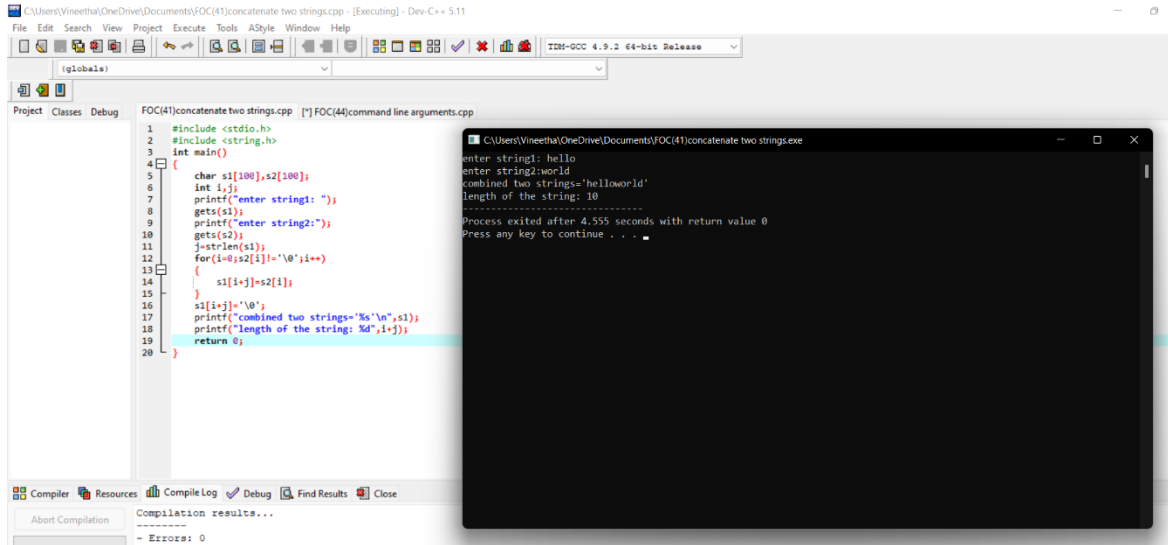 C:\Users\Vineetha\OneDrive\Documents\FOC(41)concatenate two strings.cpp - [Executing] - Dev-C++ 5.11
File Edit Search View Project Execute Tools AStyle Window Help
TDM-GCC 4.9.2 64-bit Release
(globals)
Project Classes Debug
FOC(41)concatenate two strings.cpp [*] FOC(44)command line arguments.cpp
1 #include <stdio.h>
2 #include <string.h>
3 int main()
4 {
5 char s1[100],s2[100];
6 int i,j;
7 printf("enter string1: ");
8 gets(s1);
9 printf("enter string2:");
10 gets(s2);
11 j=strlen(s1);
12 for(i=0;s2[i]!='\0';i++)
13 {
14 s1[i+j]=s2[i];
15 }
16 s1[i+j]='\0';
17 printf("combined two strings='%s'\n",s1);
18 printf("length of the string: %d",i+j);
19 return 0;
20 }
C:\Users\Vineetha\OneDrive\Documents\FOC(41)concatenate two strings.exe
enter string1: hello
enter string2:world
combined two strings='helloworld'
length of the string: 10
--------------------------------
Process exited after 4.555 seconds with return value 0
Press any key to continue . . .
Compiler Resources Compile Log Debug Find Results Close
Abort Compilation
Compilation results...
--------
- Errors: 0